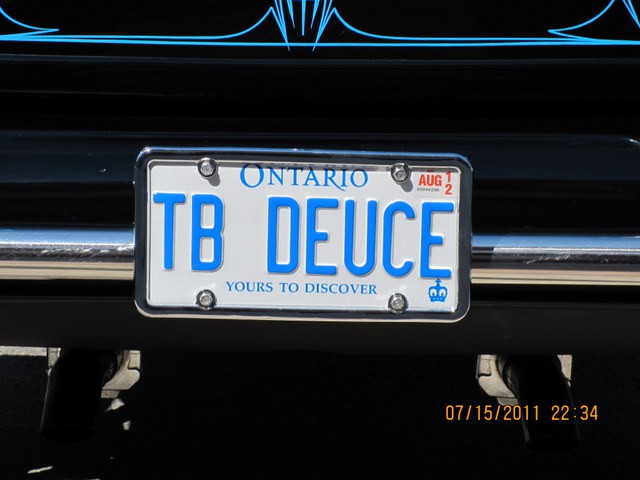 ONTARIO
AUG 12
TB DEUCE
YOURS TO DISCOVER
07/15/2011 22:34